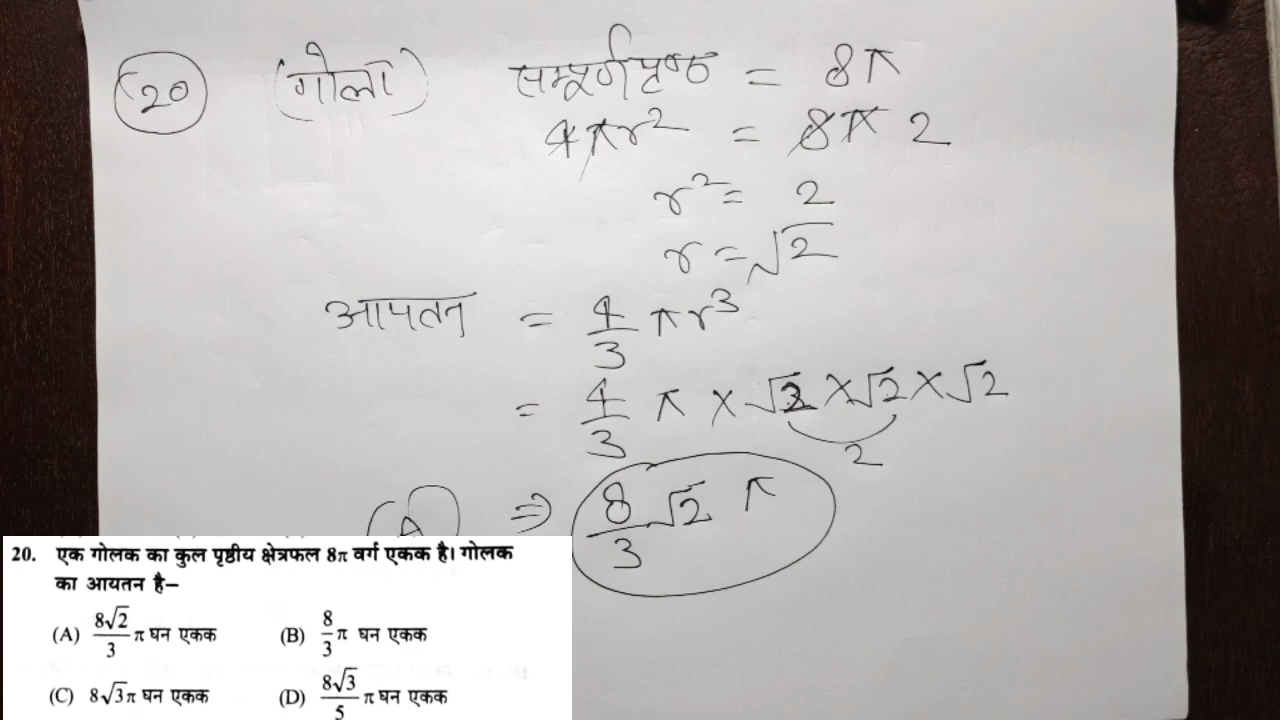 20 (गोला) सम्पूर्णपृष्ठ = 8π
4πr² = 8π 2
r² = 2
r = √2
आपतन = 4/3 πr³
= 4/3 π × √2 × √2 × √2
2
(A) ⇒ 8/3 √2 π
20. एक गोलक का कुल पृष्ठीय क्षेत्रफल 8π वर्ग एकक है। गोलक
का आयतन है–
(A) 8√2/3 π घन एकक (B) 8/3 π घन एकक
(C) 8√3π घन एकक (D) 8√3/5 π घन एकक